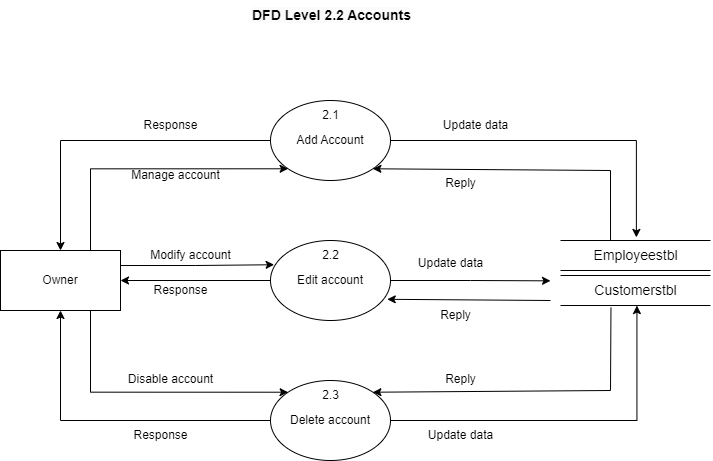 DFD Level 2.2 Accounts
2.1
Add Account
Response
Update data
Manage account
Reply
Owner
Modify account
Response
2.2
Edit account
Update data
Reply
Employeestbl
Customerstbl
Disable account
2.3
Delete account
Reply
Response
Update data